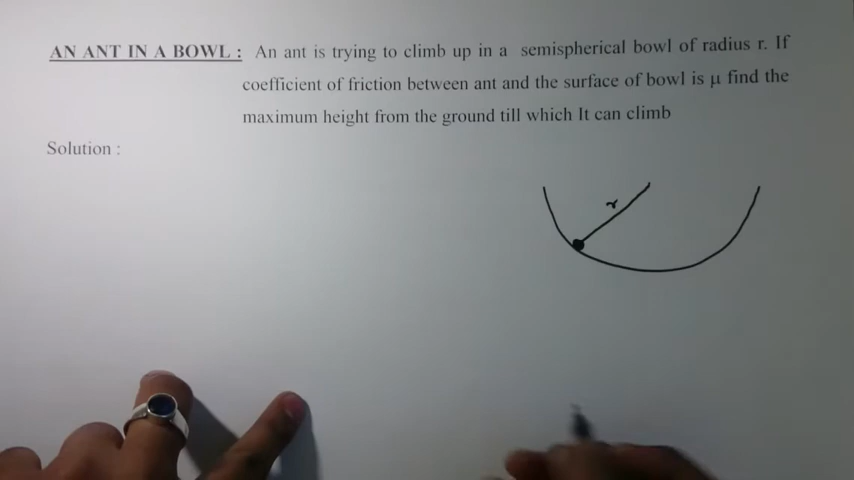 AN ANT IN A BOWL : An ant is trying to climb up in a semispherical bowl of radius r. If
coefficient of friction between ant and the surface of bowl is μ find the
maximum height from the ground till which It can climb
Solution :
r